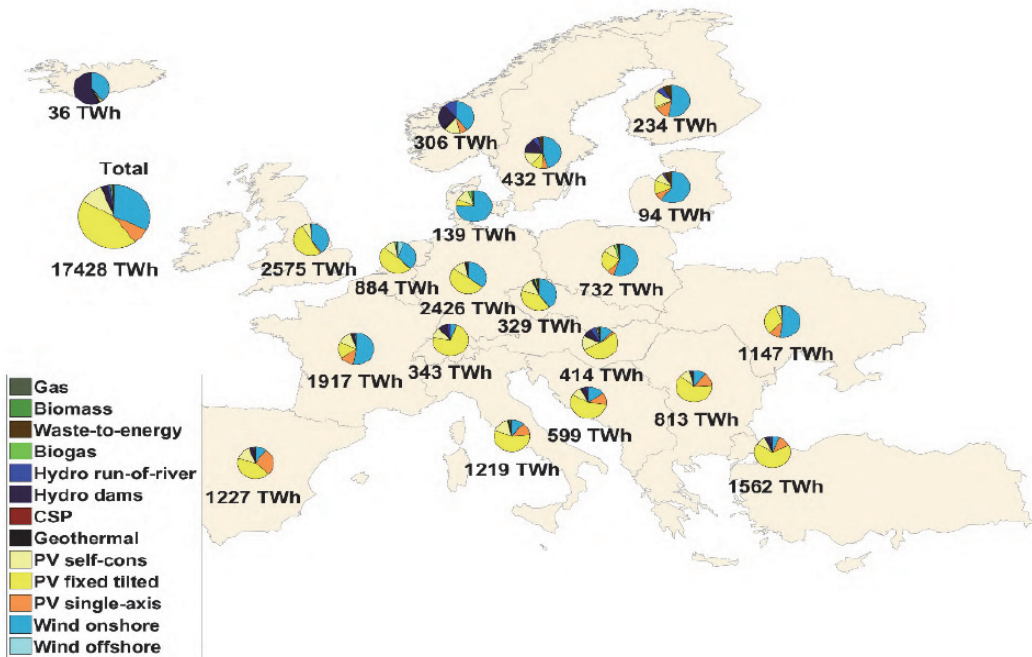 36 TWh
306 TWh
234 TWh
432 TWh
Total
94 TWh
139 TWh
17428 TWh
2575 TWh
884 TWh
2426 TWh
732 TWh
329 TWh
1147 TWh
1917 TWh
343 TWh
414 TWh
813 TWh
599 TWh
1219 TWh
1227 TWh
1562 TWh
Gas
Biomass
Waste-to-energy
Biogas
Hydro run-of-river
Hydro dams
CSP
Geothermal
PV self-cons
PV fixed tilted
PV single-axis
Wind onshore
Wind offshore